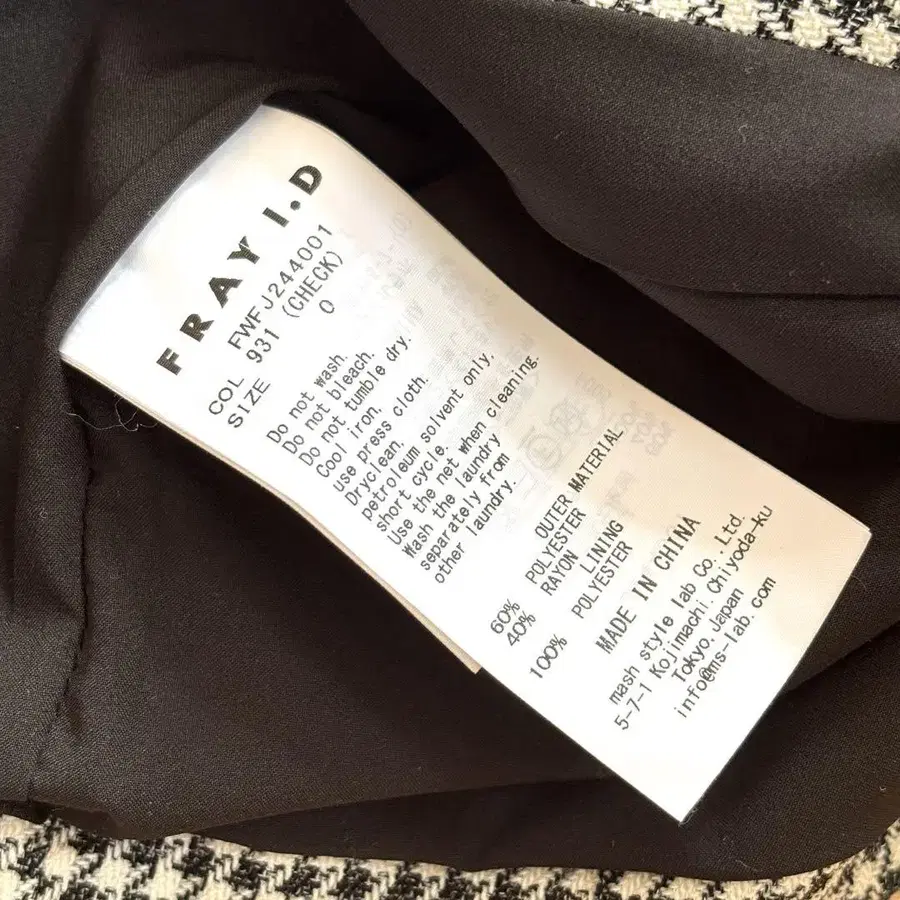 FRAY I.D
FWFJ244001
COL 931 (CHECK)
SIZE 0
Do not wash.
Do not bleach.
Do not tumble dry.
Cool iron.
use press cloth.
Dryclean.
petroleum solvent only,
short cycle.
Use the net when cleaning.
Wash the laundry
separately from
other laundry.
OUTER MATERIAL
60% POLYESTER
40% RAYON
LINING
100% POLYESTER
MADE IN CHINA
mash style lab Co., Ltd.
5-7-1 Kojimachi. Chiyoda-ku
Tokyo. Japan
info@ms-lab.com